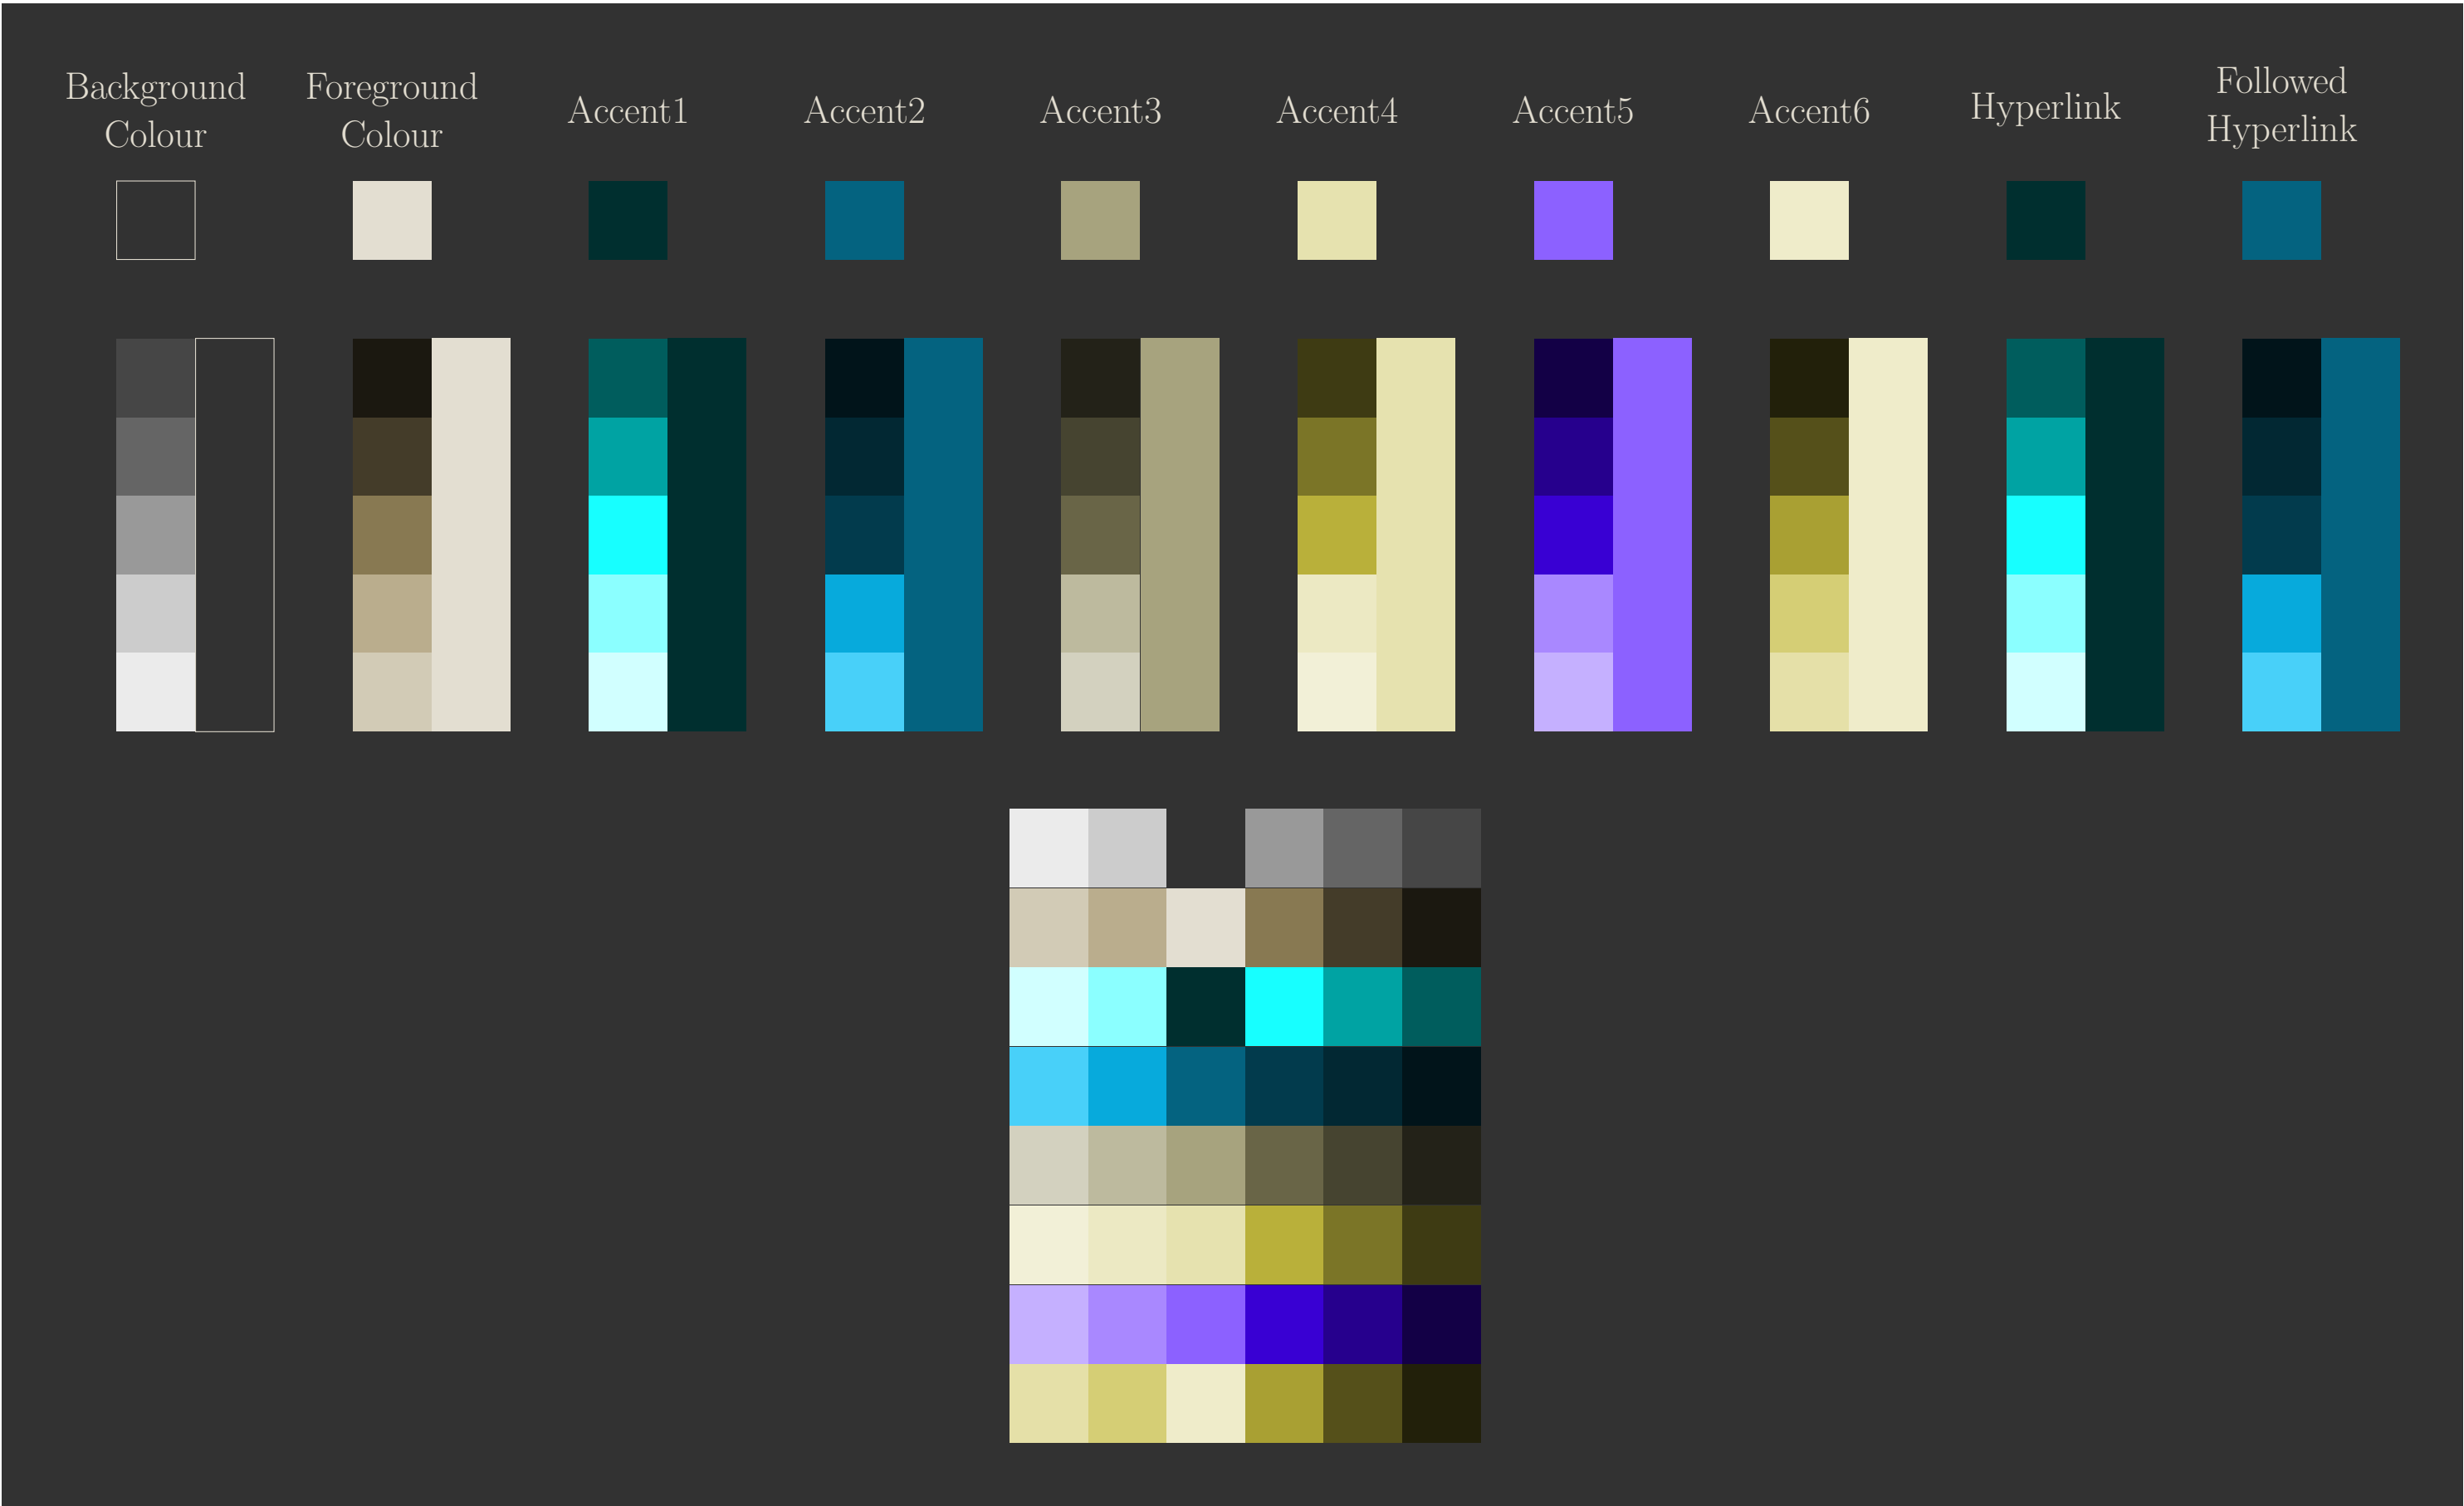 Background
Colour
Foreground
Colour
Accent1
Accent2
Accent3
Accent4
Accent5
Accent6
Hyperlink
Followed
Hyperlink